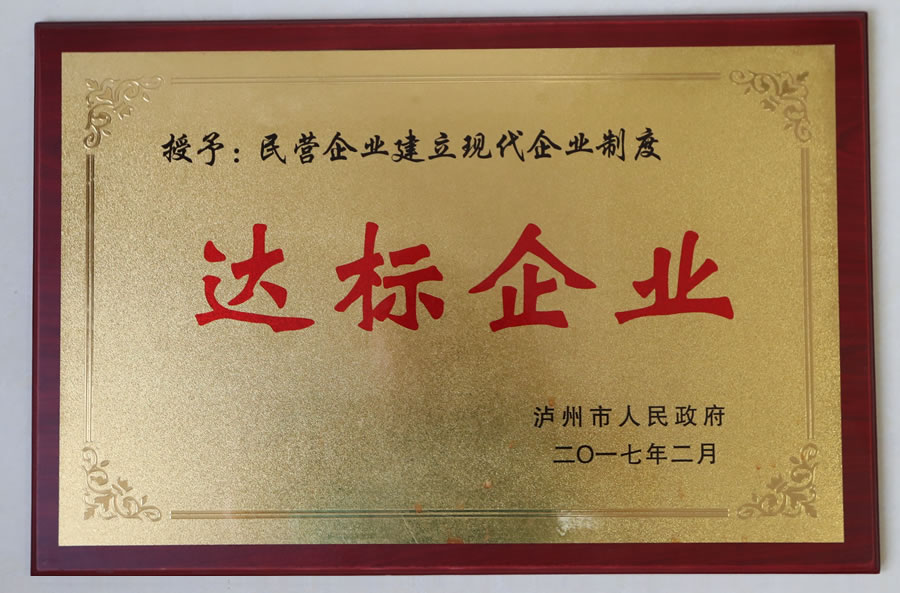 授予：民营企业建立现代企业制度
达标企业
泸州市人民政府
二〇一七年二月